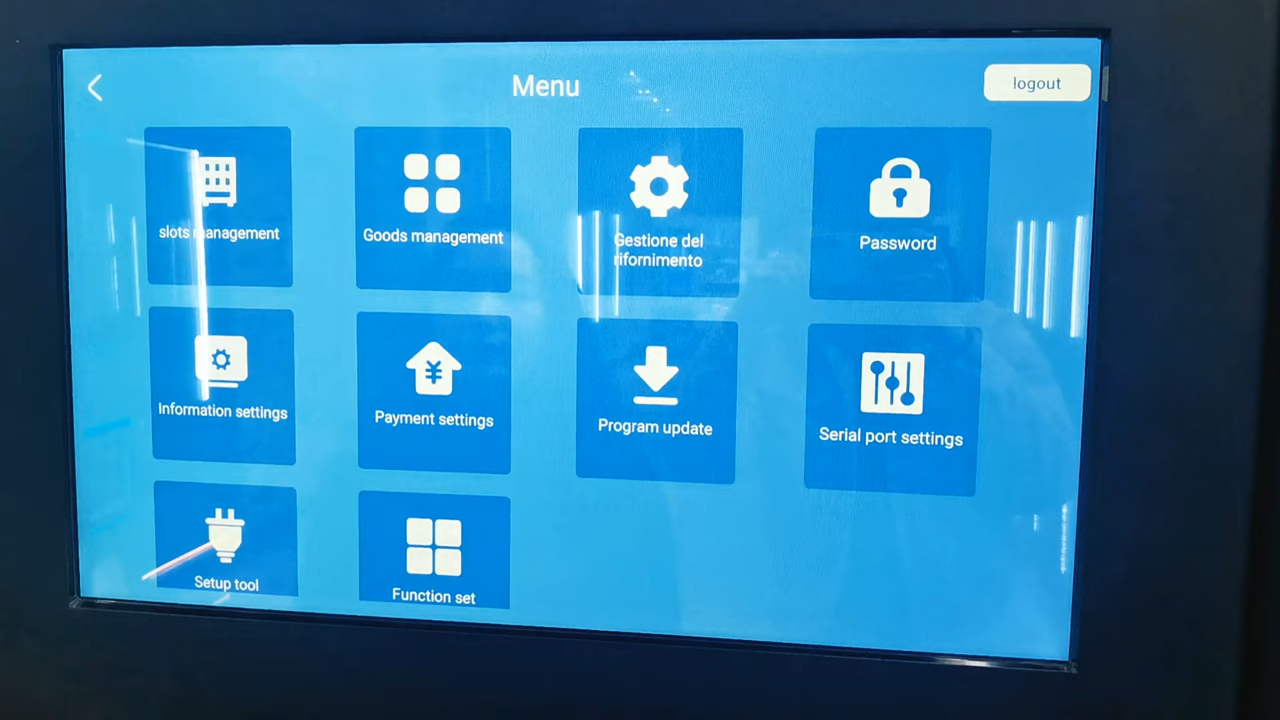 Menu
logout
slots management
Goods management
Gestione del
rifornimento
Password
Information settings
Payment settings
Program update
Serial port settings
Setup tool
Function set